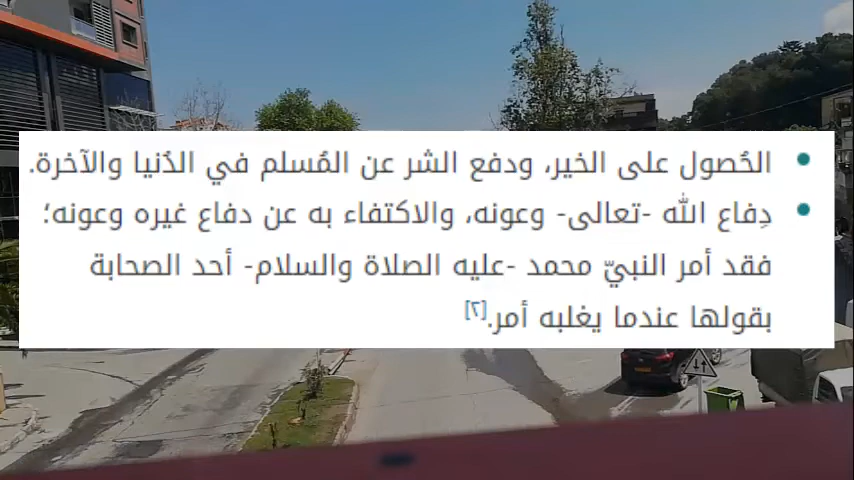 الحُصول على الخير، ودفع الشر عن المُسلم في الدُنيا والآخرة.
دِفاع الله -تعالى- وعونه، والاكتفاء به عن دفاع غيره وعونه؛
فقد أمر النبيّ محمد -عليه الصلاة والسلام- أحد الصحابة
بقولها عندما يغلبه أمر.[٢]